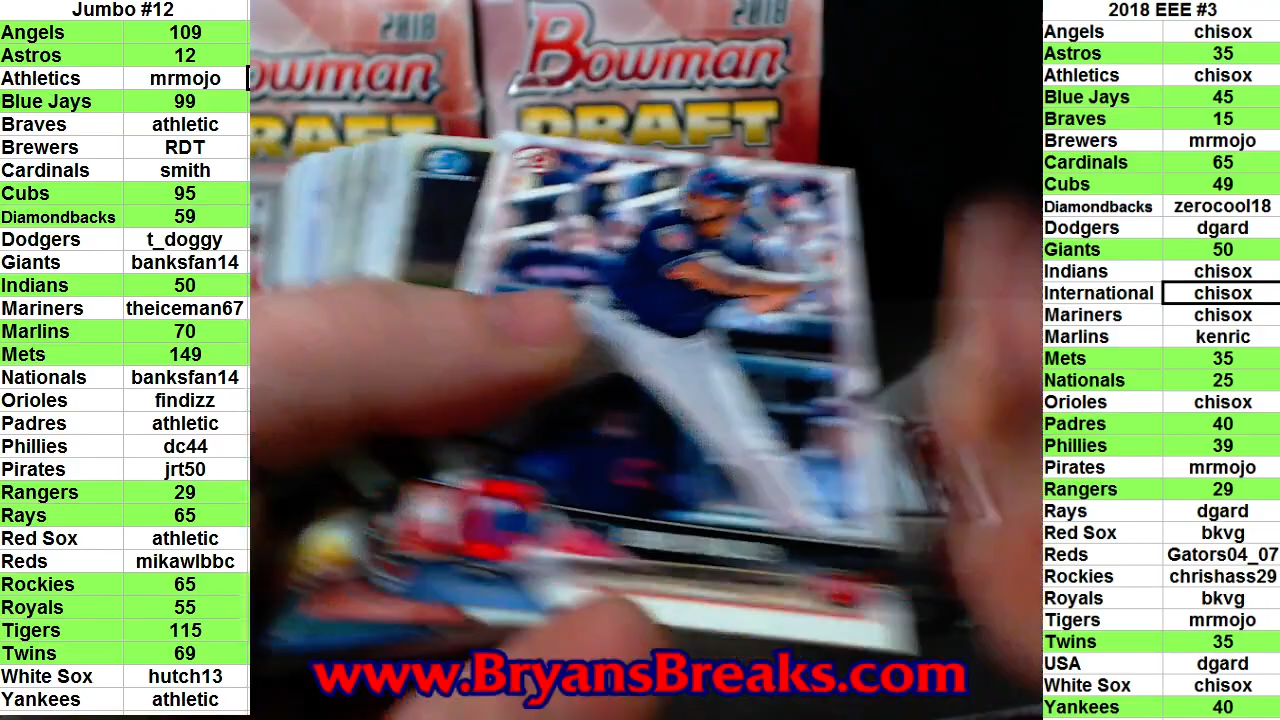 Jumbo #12
Angels 109
Astros 12
Athletics mrmojo
Blue Jays 99
Braves athletic
Brewers RDT
Cardinals smith
Cubs 95
Diamondbacks 59
Dodgers t_doggy
Giants banksfan14
Indians 50
Mariners theiceman67
Marlins 70
Mets 149
Nationals banksfan14
Orioles findizz
Padres athletic
Phillies dc44
Pirates jrt50
Rangers 29
Rays 65
Red Sox athletic
Reds mikawlbbc
Rockies 65
Royals 55
Tigers 115
Twins 69
White Sox hutch13
Yankees athletic
2018
owman
RAFT
2018
Bowman
DRAFT
www.BryansBreaks.com
2018 EEE #3
Angels chisox
Astros 35
Athletics chisox
Blue Jays 45
Braves 15
Brewers mrmojo
Cardinals 65
Cubs 49
Diamondbacks zerocool18
Dodgers dgard
Giants 50
Indians chisox
International chisox
Mariners chisox
Marlins kenric
Mets 35
Nationals 25
Orioles chisox
Padres 40
Phillies 39
Pirates mrmojo
Rangers 29
Rays dgard
Red Sox bkvg
Reds Gators04_07
Rockies chrishass29
Royals bkvg
Tigers mrmojo
Twins 35
USA dgard
White Sox chisox
Yankees 40